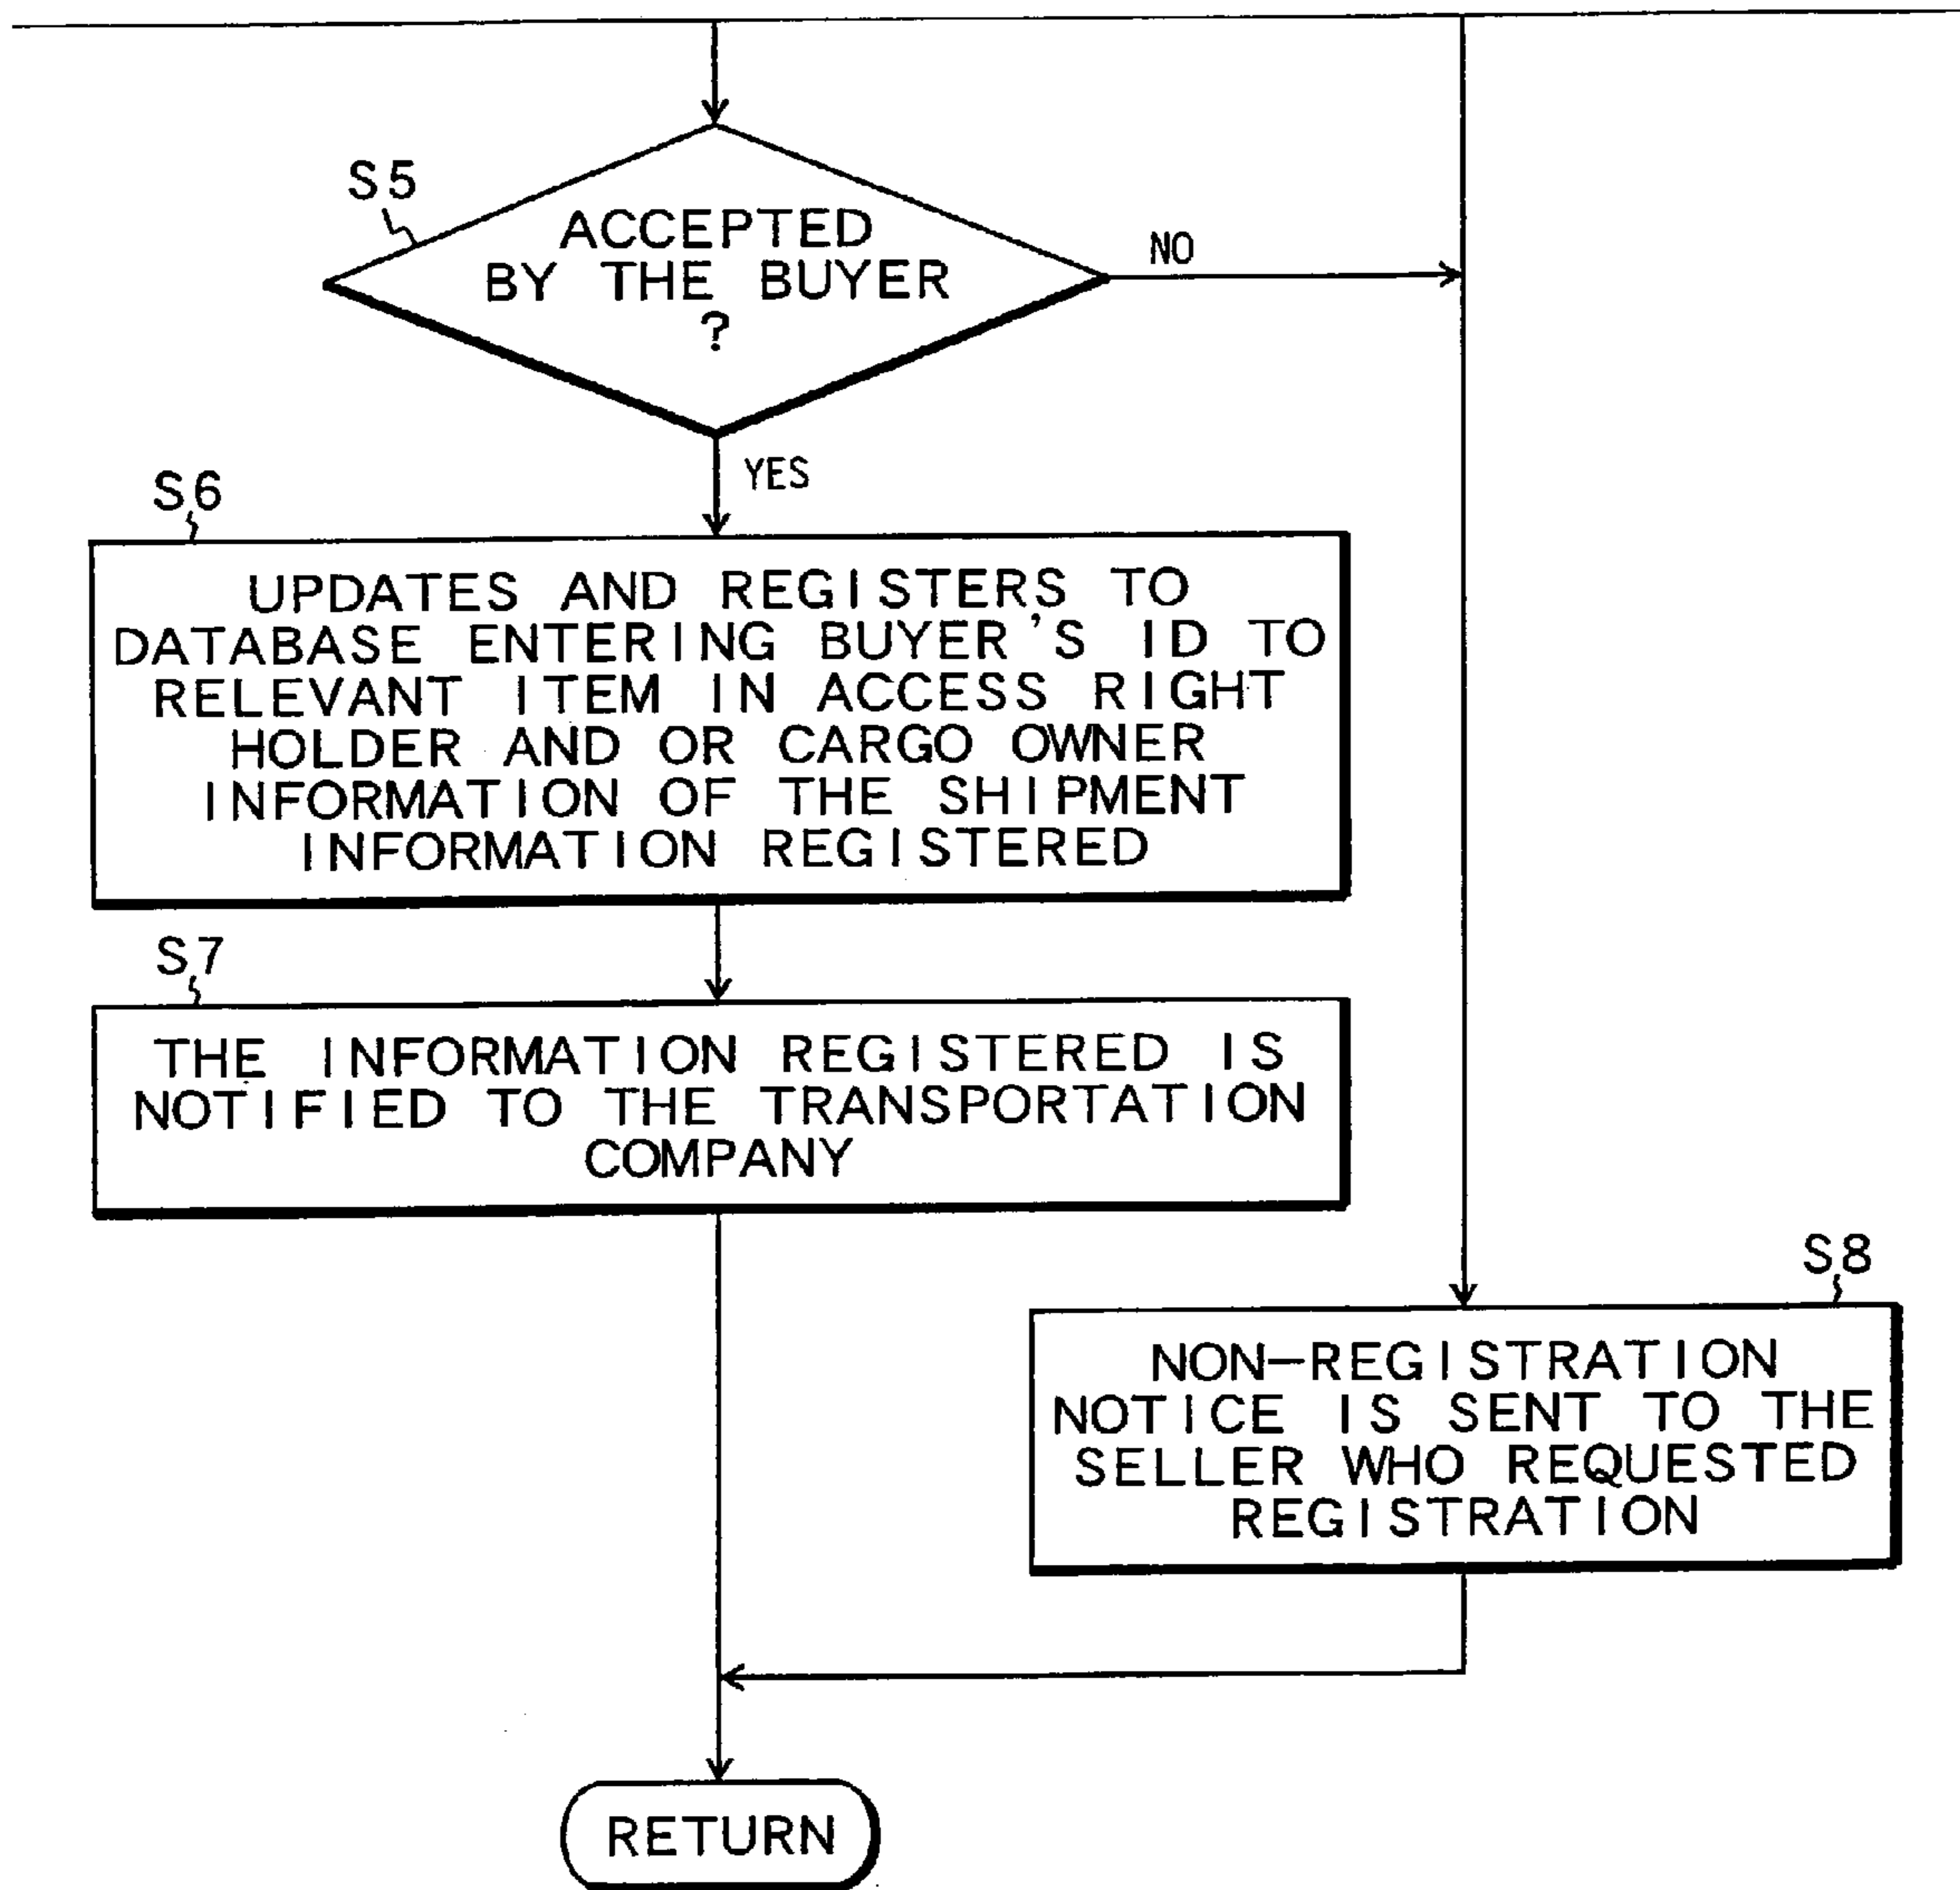 S5
ACCEPTED
BY THE BUYER
?
NO
YES
S6
UPDATES AND REGISTERS TO
DATABASE ENTERING BUYER'S ID TO
RELEVANT ITEM IN ACCESS RIGHT
HOLDER AND OR CARGO OWNER
INFORMATION OF THE SHIPMENT
INFORMATION REGISTERED
S7
THE INFORMATION REGISTERED IS
NOTIFIED TO THE TRANSPORTATION
COMPANY
S8
NON-REGISTRATION
NOTICE IS SENT TO THE
SELLER WHO REQUESTED
REGISTRATION
RETURN